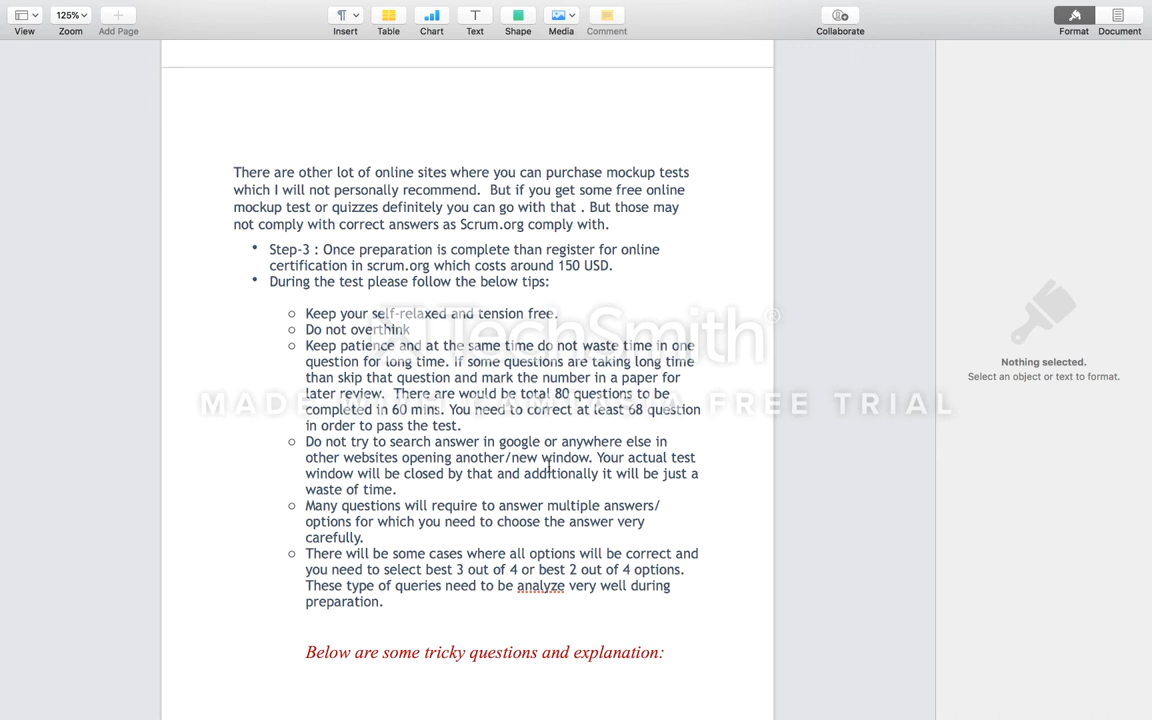 125%
View
Zoom
Add Page
Insert
Table
Chart
Text
Shape
Media
Comment
Collaborate
Format
Document
There are other lot of online sites where you can purchase mockup tests
which I will not personally recommend.  But if you get some free online
mockup test or quizzes definitely you can go with that . But those may
not comply with correct answers as Scrum.org comply with.
• Step-3 : Once preparation is complete than register for online
certification in scrum.org which costs around 150 USD.
• During the test please follow the below tips:
○ Keep your self-relaxed and tension free.
○ Do not overthink
○ Keep patience and at the same time do not waste time in one
question for long time. If some questions are taking long time
than skip that question and mark the number in a paper for
later review.  There are would be total 80 questions to be
completed in 60 mins. You need to correct at least 68 question
in order to pass the test.
○ Do not try to search answer in google or anywhere else in
other websites opening another/new window. Your actual test
window will be closed by that and additionally it will be just a
waste of time.
○ Many questions will require to answer multiple answers/
options for which you need to choose the answer very
carefully.
○ There will be some cases where all options will be correct and
you need to select best 3 out of 4 or best 2 out of 4 options.
These type of queries need to be analyze very well during
preparation.
Below are some tricky questions and explanation:
Nothing selected.
Select an object or text to format.
TechSmith®
MADE WITH CAMTASIA FREE TRIAL